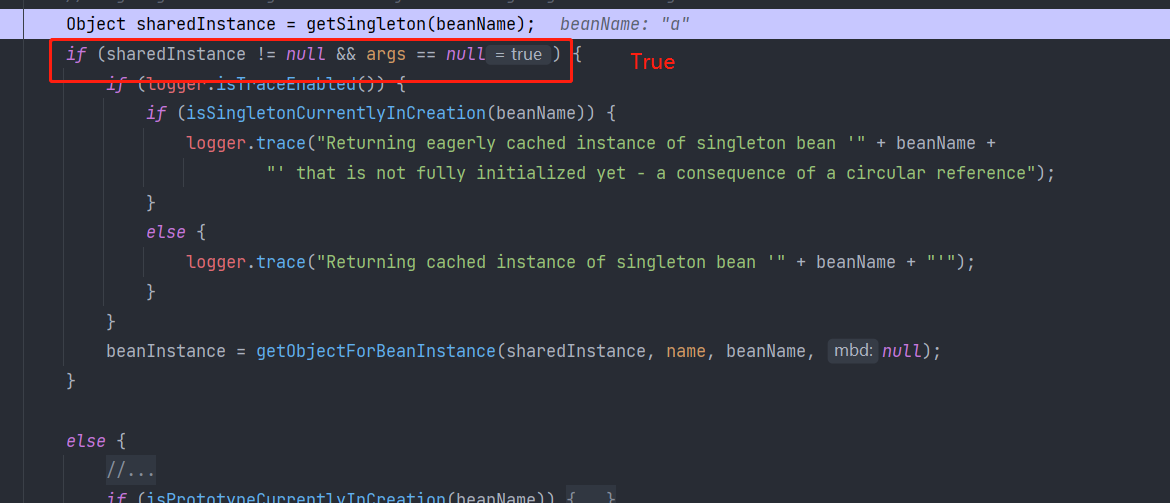 Object sharedInstance = getSingleton(beanName);   beanName: "a"
if (sharedInstance != null && args == null = true ) {   True
if (logger.isTraceEnabled()) {
if (isSingletonCurrentlyInCreation(beanName)) {
logger.trace("Returning eagerly cached instance of singleton bean '" + beanName +
"' that is not fully initialized yet - a consequence of a circular reference");
}
else {
logger.trace("Returning cached instance of singleton bean '" + beanName + "'");
}
}
beanInstance = getObjectForBeanInstance(sharedInstance, name, beanName, mbd: null);
}
else {
//...
if (isPrototypeCurrentlyInCreation(beanName)) {...}